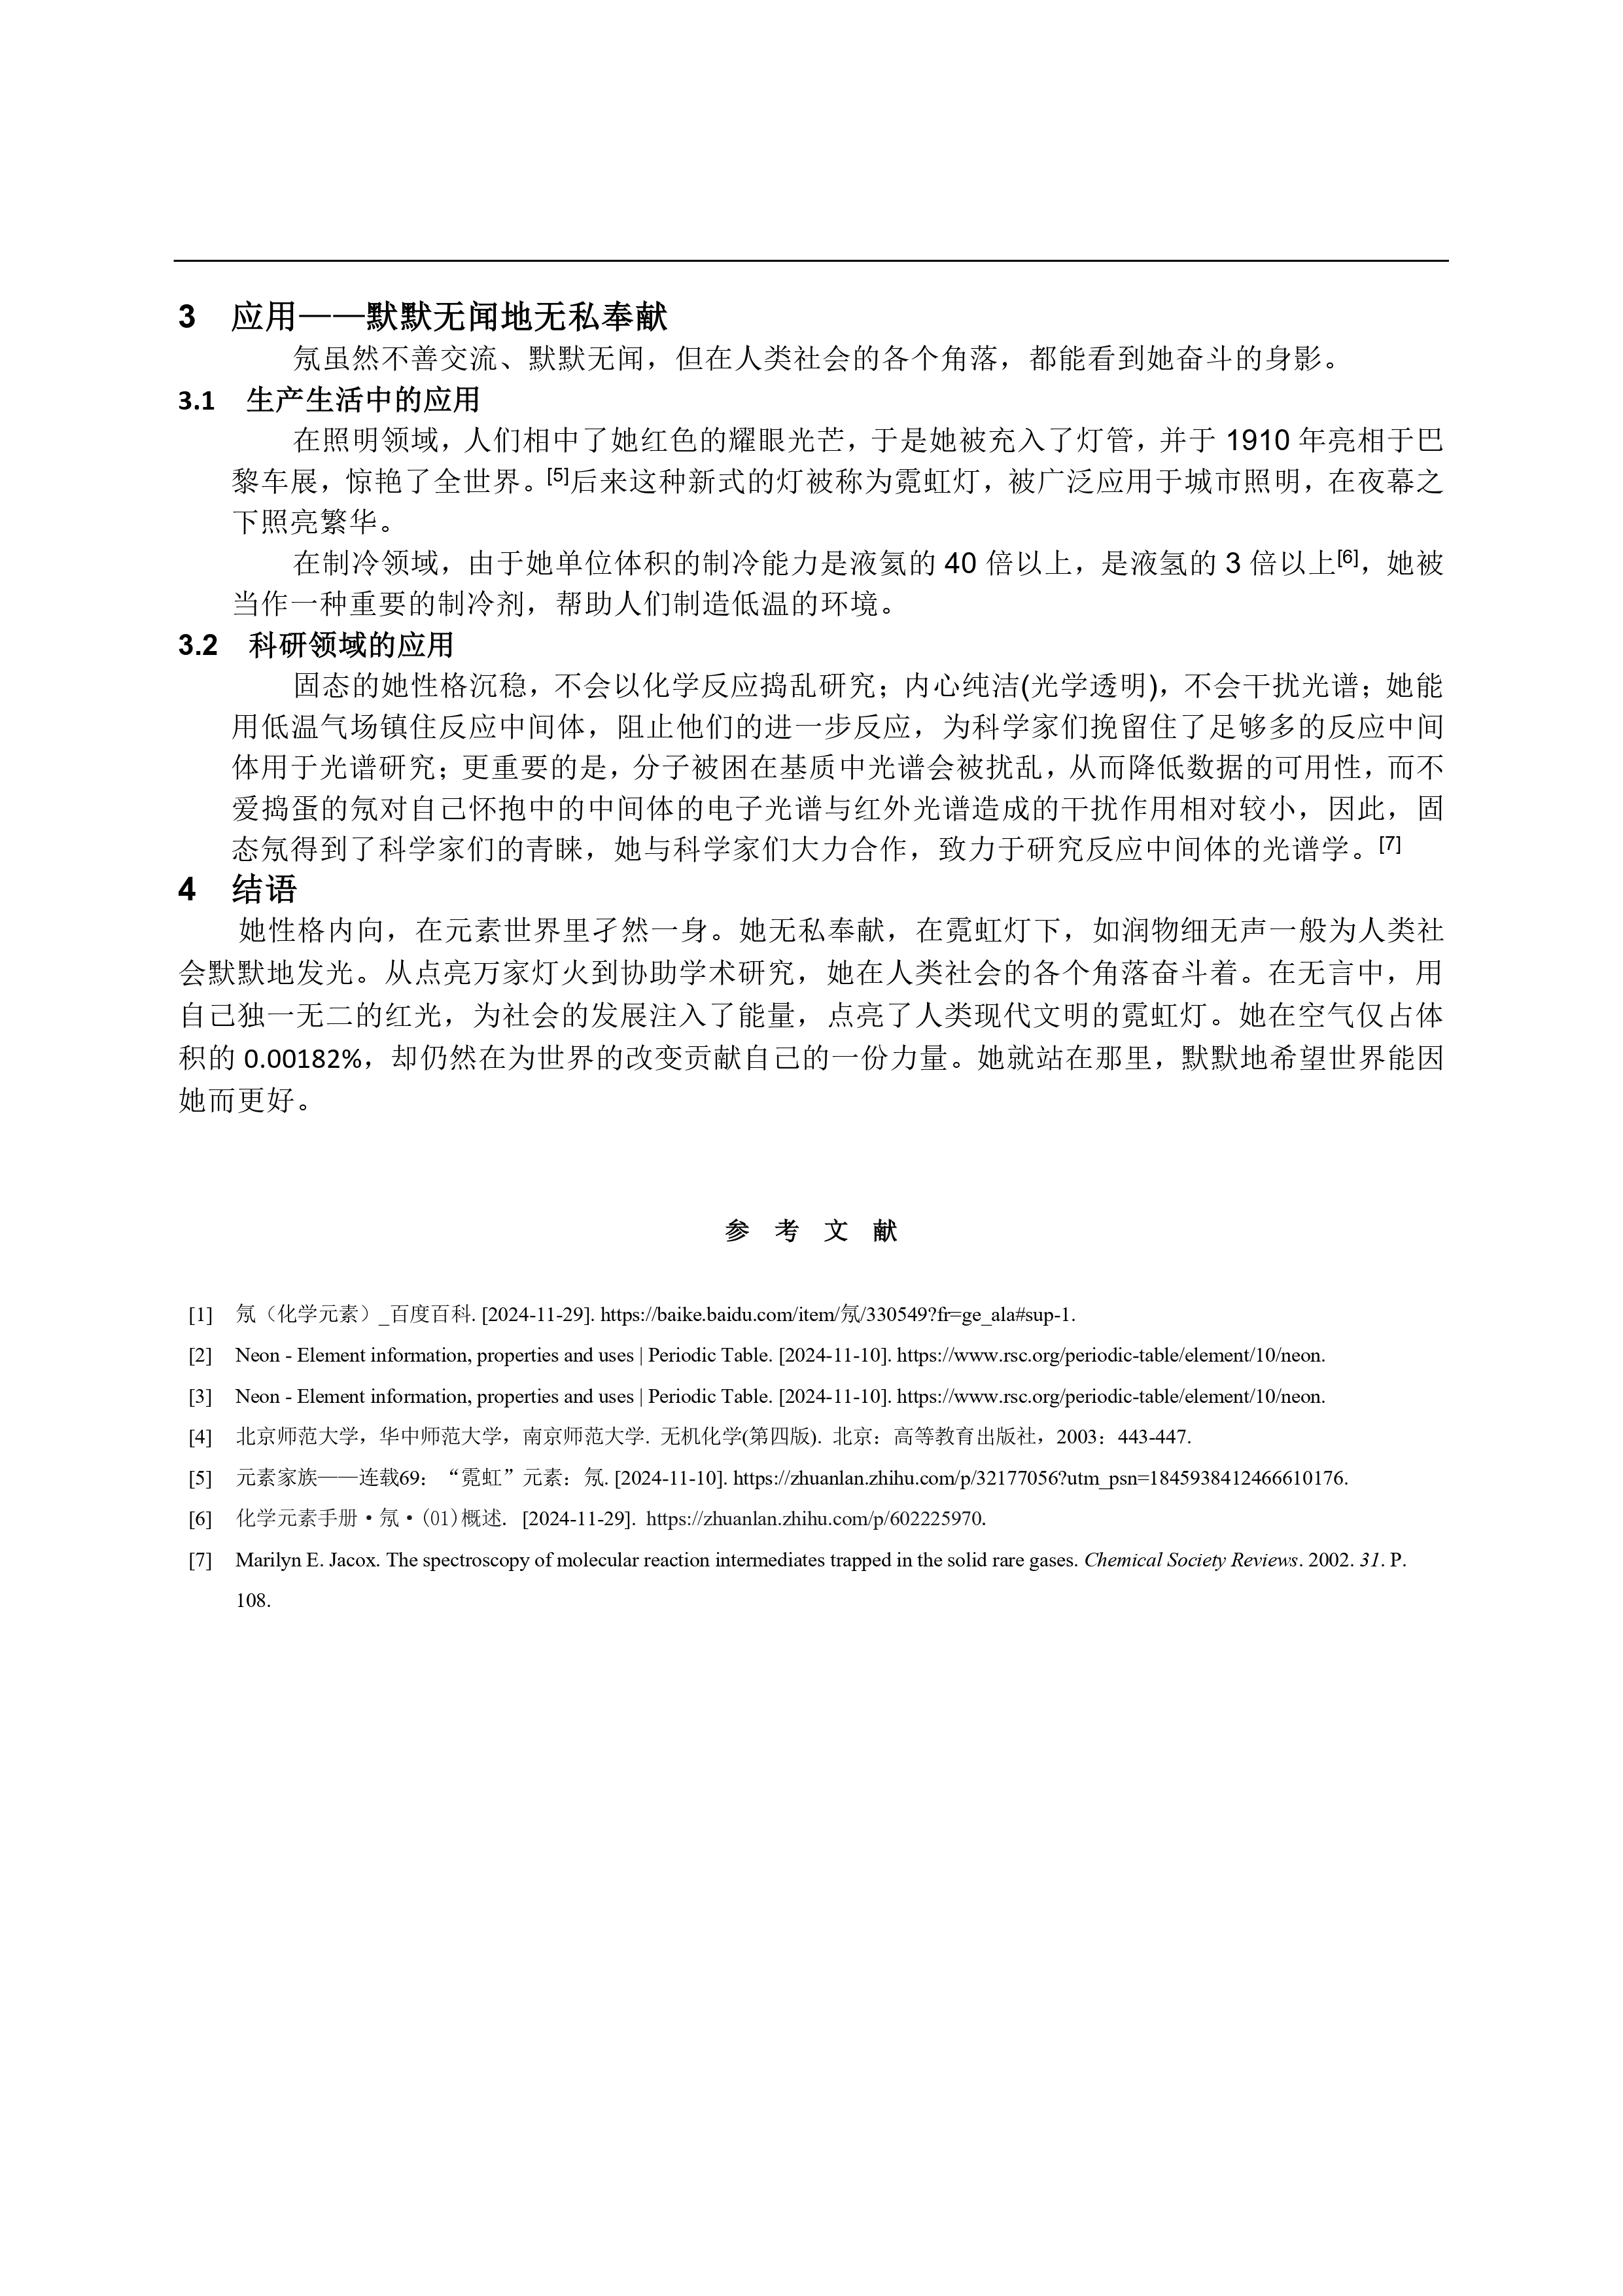 3 应用——默默无闻地无私奉献
氖虽然不善交流、默默无闻，但在人类社会的各个角落，都能看到她奋斗的身影。
3.1 生产生活中的应用
在照明领域，人们相中了她红色的耀眼光芒，于是她被充入了灯管，并于 1910 年亮相于巴
黎车展，惊艳了全世界。[5]后来这种新式的灯被称为霓虹灯，被广泛应用于城市照明，在夜幕之
下照亮繁华。
在制冷领域，由于她单位体积的制冷能力是液氦的 40 倍以上，是液氢的 3 倍以上[6]，她被
当作一种重要的制冷剂，帮助人们制造低温的环境。
3.2 科研领域的应用
固态的她性格沉稳，不会以化学反应捣乱研究；内心纯洁(光学透明)，不会干扰光谱；她能
用低温气场镇住反应中间体，阻止他们的进一步反应，为科学家们挽留住了足够多的反应中间
体用于光谱研究；更重要的是，分子被困在基质中光谱会被扰乱，从而降低数据的可用性，而不
爱捣蛋的氖对自己怀抱中的中间体的电子光谱与红外光谱造成的干扰作用相对较小，因此，固
态氖得到了科学家们的青睐，她与科学家们大力合作，致力于研究反应中间体的光谱学。[7]
4 结语
她性格内向，在元素世界里孑然一身。她无私奉献，在霓虹灯下，如润物细无声一般为人类社
会默默地发光。从点亮万家灯火到协助学术研究，她在人类社会的各个角落奋斗着。在无言中，用
自己独一无二的红光，为社会的发展注入了能量，点亮了人类现代文明的霓虹灯。她在空气仅占体
积的 0.00182%，却仍然在为世界的改变贡献自己的一份力量。她就站在那里，默默地希望世界能因
她而更好。
参 考 文 献
[1] 氖（化学元素）_百度百科. [2024-11-29]. https://baike.baidu.com/item/氖/330549?fr=ge_ala#sup-1.
[2] Neon - Element information, properties and uses | Periodic Table. [2024-11-10]. https://www.rsc.org/periodic-table/element/10/neon.
[3] Neon - Element information, properties and uses | Periodic Table. [2024-11-10]. https://www.rsc.org/periodic-table/element/10/neon.
[4] 北京师范大学，华中师范大学，南京师范大学. 无机化学(第四版). 北京：高等教育出版社，2003：443-447.
[5] 元素家族——连载69：“霓虹”元素：氖. [2024-11-10]. https://zhuanlan.zhihu.com/p/32177056?utm_psn=1845938412466610176.
[6] 化学元素手册·氖·(01)概述. [2024-11-29]. https://zhuanlan.zhihu.com/p/602225970.
[7] Marilyn E. Jacox. The spectroscopy of molecular reaction intermediates trapped in the solid rare gases. Chemical Society Reviews. 2002. 31. P.
108.